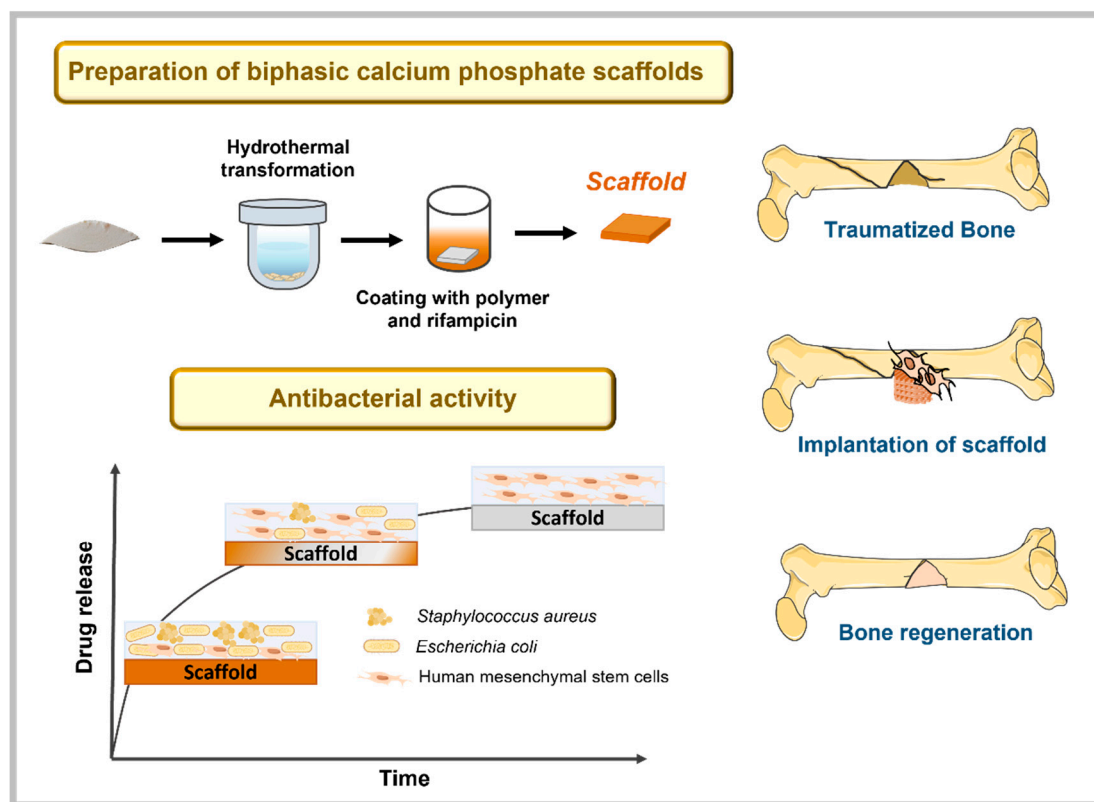 Preparation of biphasic calcium phosphate scaffolds
Hydrothermal
transformation
Scaffold
Coating with polymer
and rifampicin
Traumatized Bone
Implantation of scaffold
Bone regeneration
Antibacterial activity
Drug release
Scaffold
Scaffold
Scaffold
Staphylococcus aureus
Escherichia coli
Human mesenchymal stem cells
Time